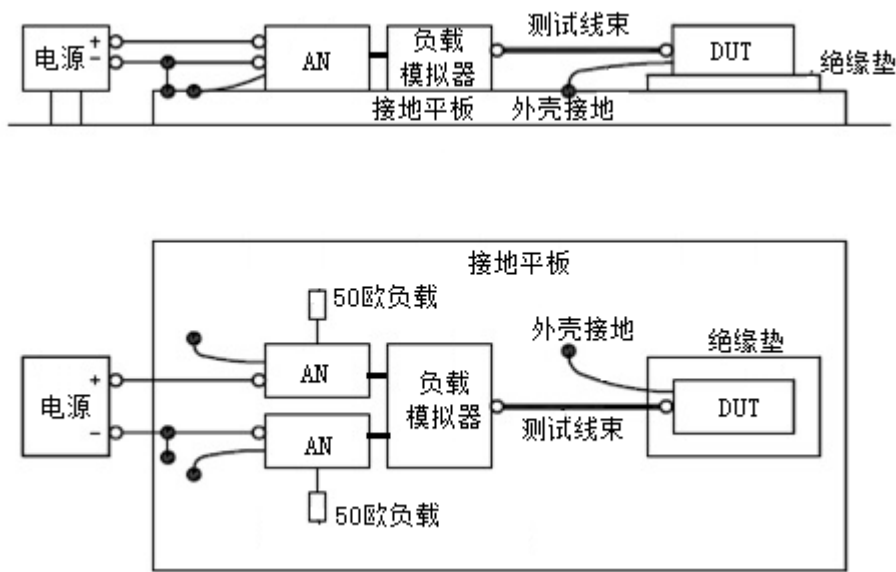 测试线束
电源
+
-
AN
负载
模拟器
DUT
绝缘垫
接地平板
外壳接地
接地平板
50欧负载
外壳接地
绝缘垫
电源
+
-
AN
AN
负载
模拟器
测试线束
DUT
50欧负载